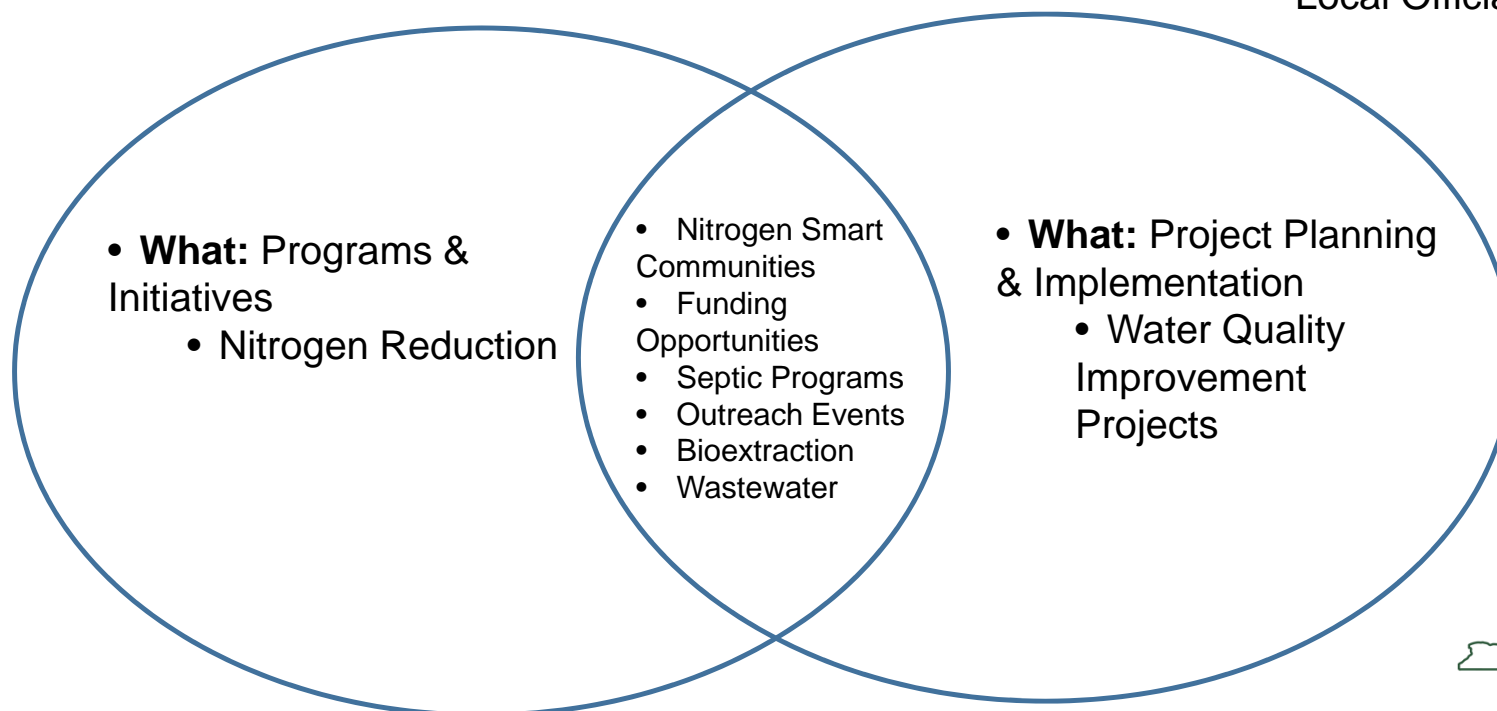 • What: Programs &
Initiatives
• Nitrogen Reduction
• Nitrogen Smart
Communities
• Funding
Opportunities
• Septic Programs
• Outreach Events
• Bioextraction
• Wastewater
• What: Project Planning
& Implementation
• Water Quality
Improvement
Projects